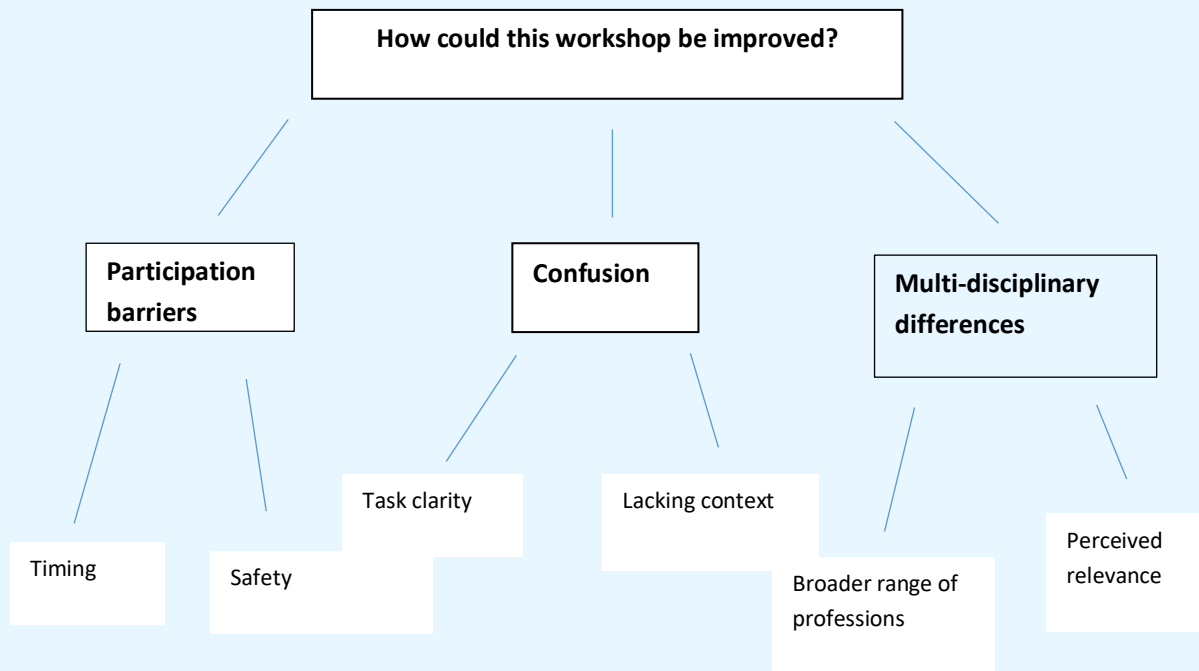 How could this workshop be improved?
Participation
barriers
Confusion
Multi-disciplinary
differences
Timing
Safety
Task clarity
Lacking context
Broader range of
professions
Perceived
relevance